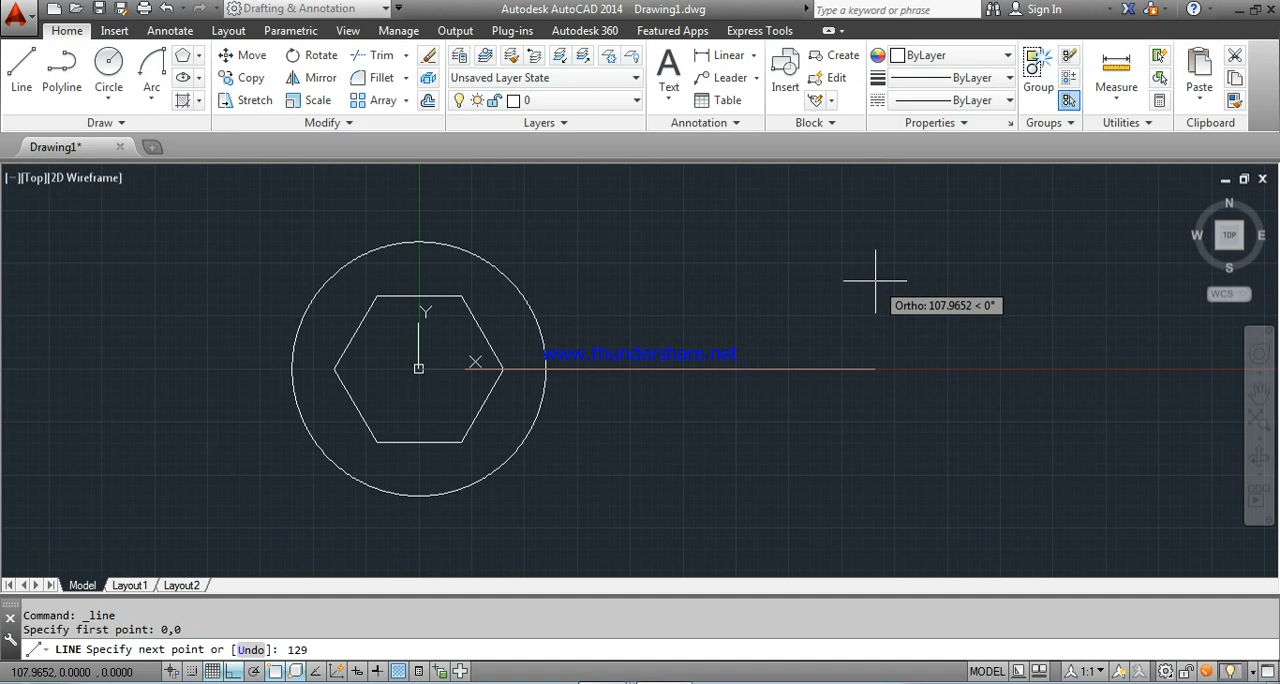 Drafting & Annotation
Autodesk AutoCAD 2014 Drawing1.dwg
Type a keyword or phrase
Sign In
Home Insert Annotate Layout Parametric View Manage Output Plug-ins Autodesk 360 Featured Apps Express Tools
Line Polyline Circle Arc
Move Rotate Trim
Copy Mirror Fillet
Stretch Scale Array
Unsaved Layer State
0
Text
Linear
Leader
Table
Insert
Create
Edit
ByLayer
ByLayer
ByLayer
Group
Measure
Paste
Draw Modify Layers Annotation Block Properties Groups Utilities Clipboard
Drawing1*
[−][Top][2D Wireframe]
N
W TOP E
S
WCS
Y
X
Ortho: 107.9652 < 0°
www.thundershare.net
Model Layout1 Layout2
Command: _line
Specify first point: 0,0
LINE Specify next point or [Undo]: 129
107.9652, 0.0000 , 0.0000
MODEL
1:1